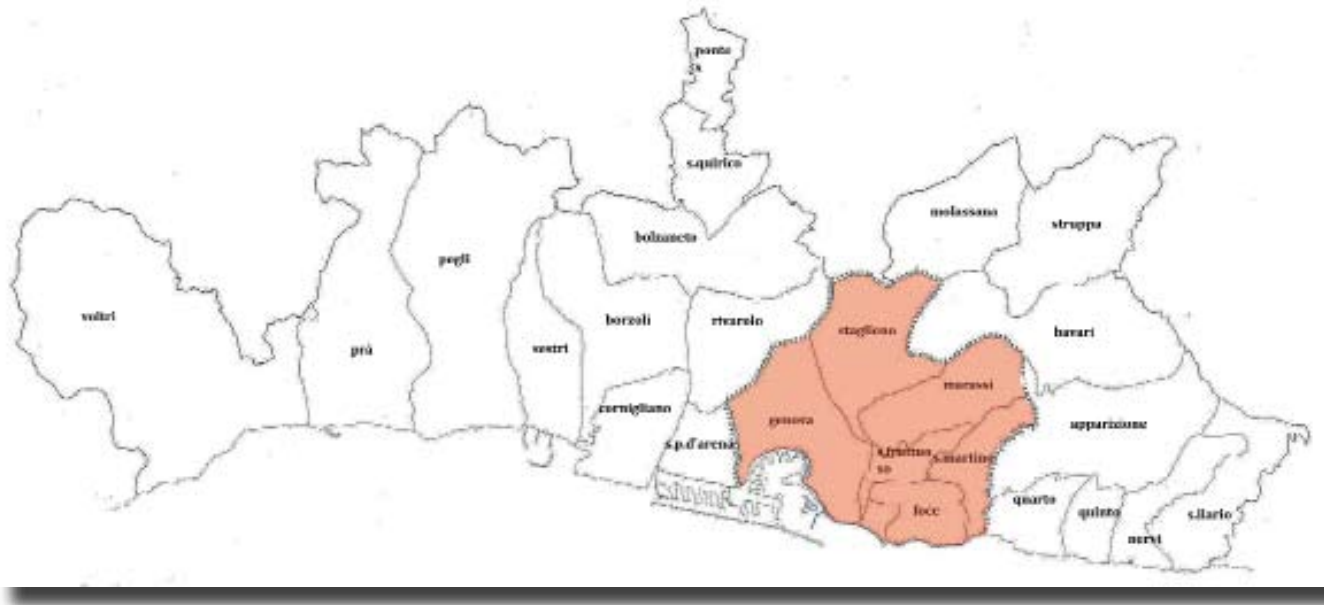 ponte
x
s.quirico
molassana
struppa
bolzaneto
pegli
voltri
borzoli
rivarolo
staglieno
bavari
prà
sestri
marassi
cornigliano
genova
apparizione
s.p.d'arena
s.fruttuo
so
s.martino
quarto
quinto
foce
s.ilario
nervi